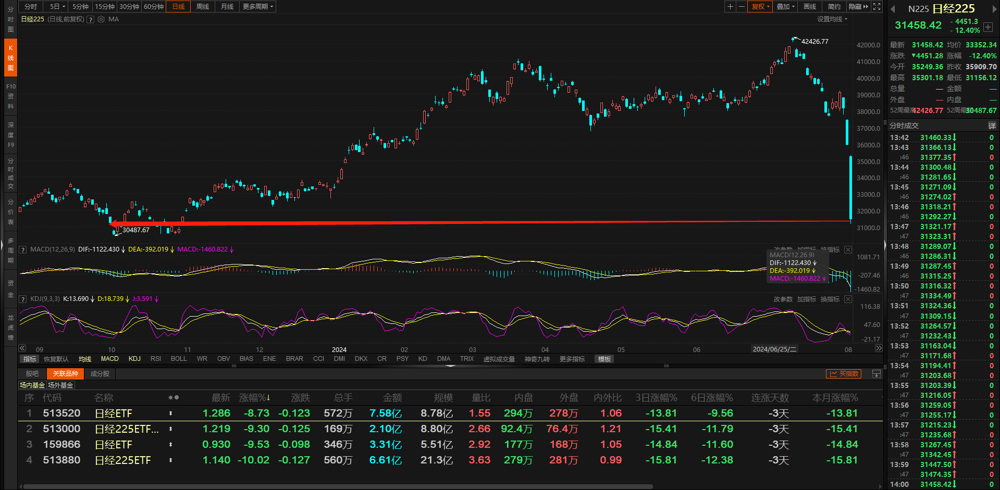 分时 5日 5分钟 15分钟 30分钟 60分钟 日线 周线 月线 更多周期 复权 叠加 画线 简约 隐藏
日经225 (日线,前复权) ? MA 设置均线
分时图
K线图
F10资料
深度F9
分时成交
分价表
多周期
资金
龙虎榜
42426.77
30487.67
42000.0
41000.0
40000.0
39000.0
38000.0
37000.0
36000.0
35000.0
34000.0
33000.0
32000.0
31000.0
? MACD(12,26,9) DIF:-1122.430↓ DEA:-392.019↓ MACD:-1460.822↓ 改参数 加指标 换指标
MACD(12.26.9)
DIF:-1122.430↓
DEA:-392.019↓
MACD:-1460.822↓
1081.71
-207.46
-1460.82
? KDJ(9,3,3) K:13.690↓ D:18.739↓ J:3.591↓ 改参数 加指标 换指标
116.38
47.60
-21.17
09 10 11 12 2024 02 03 04 05 06 2024/06/25/二 08
指标 恢复默认 均线 MACD KDJ RSI BOLL WR OBV BIAS ENE BRAR CCI DMI DKX CR PSY KD DMA TRIX 虚拟成交量 神奇九转 更多指标 模板
股吧 关联品种 成分股 买指数
场内基金 场外基金
序 代码 名称 最新 涨幅%↓ 涨跌 总手 金额 规模 量比 内盘 外盘 内外比 3日涨幅% 6日涨幅% 连涨天数 本月涨幅%
1 513520 日经ETF 1.286 -8.73 -0.123 572万 7.58亿 8.78亿 1.55 294万 278万 1.06 -13.81 -9.56 -3天 -13.81
2 513000 日经225ETF... 1.219 -9.30 -0.125 169万 2.10亿 8.80亿 2.66 92.4万 76.4万 1.21 -15.41 -11.79 -3天 -15.41
3 159866 日经ETF 0.930 -9.53 -0.098 346万 3.31亿 5.51亿 2.92 177万 168万 1.05 -14.84 -11.60 -3天 -14.84
4 513880 日经225ETF 1.140 -10.02 -0.127 560万 6.61亿 21.3亿 3.63 279万 281万 0.99 -15.81 -12.38 -3天 -15.81
N225 日经225
31458.42 -4451.3
-12.40%
最新 31458.42 均价 33352.34
涨跌 ▼4451.28 涨幅 -12.40%
今开 35249.36 昨收 35909.70
最高 35301.18 最低 31156.12
总量 — 金额 —
外盘 — 内盘 —
52周最高 42426.77 52周最 30487.67
分时成交 详
13:42 31460.33↓ 0
13:43 31366.13↓ 0
:46 31377.35↑ 0
13:44 31300.48↓ 0
:46 31281.65↓ 0
13:45 31271.09↓ 0
:46 31274.02↑ 0
13:46 31318.21↑ 0
:46 31292.27↓ 0
13:47 31321.17↑ 0
:47 31323.31↑ 0
13:48 31289.07↓ 0
:46 31286.31↓ 0
13:49 31287.45↑ 0
:46 31315.25↑ 0
13:50 31316.32↑ 0
:47 31334.49↑ 0
13:51 31324.36↓ 0
:47 31309.15↓ 0
13:52 31264.57↓ 0
:47 31232.43↓ 0
13:53 31163.04↓ 0
:47 31171.68↑ 0
13:54 31194.41↑ 0
:47 31203.68↑ 0
13:55 31203.39↓ 0
:47 31216.05↑ 0
13:56 31259.05↑ 0
:47 31255.17↓ 0
13:57 31215.23↓ 0
:47 31235.68↑ 0
13:58 31267.45↑ 0
:47 31342.45↑ 0
13:59 31447.50↑ 0
:47 31474.35↑ 0
14:00 31458.42↓ 0